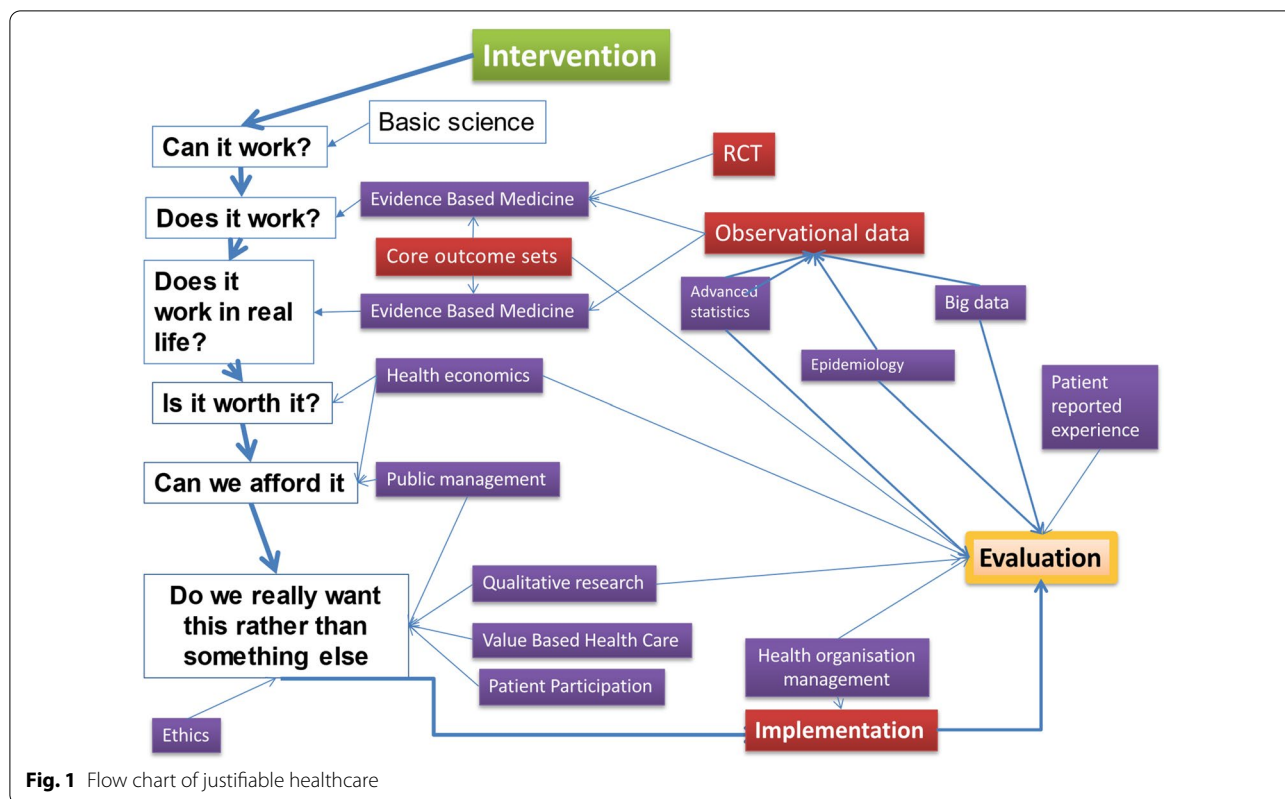 Intervention
Basic science
Can it work?
RCT
Evidence Based Medicine
Does it work?
Observational data
Core outcome sets
Does it
work in real
life?
Advanced
statistics
Big data
Evidence Based Medicine
Epidemiology
Health economics
Patient
reported
experience
Is it worth it?
Can we afford it
Public management
Evaluation
Do we really want
this rather than
something else
Qualitative research
Value Based Health Care
Health organisation
management
Patient Participation
Ethics
Implementation
Fig. 1 Flow chart of justifiable healthcare